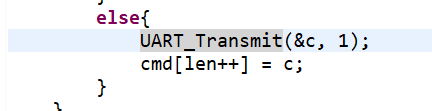 else{
UART_Transmit(&c, 1);
cmd[len++] = c;
}
}